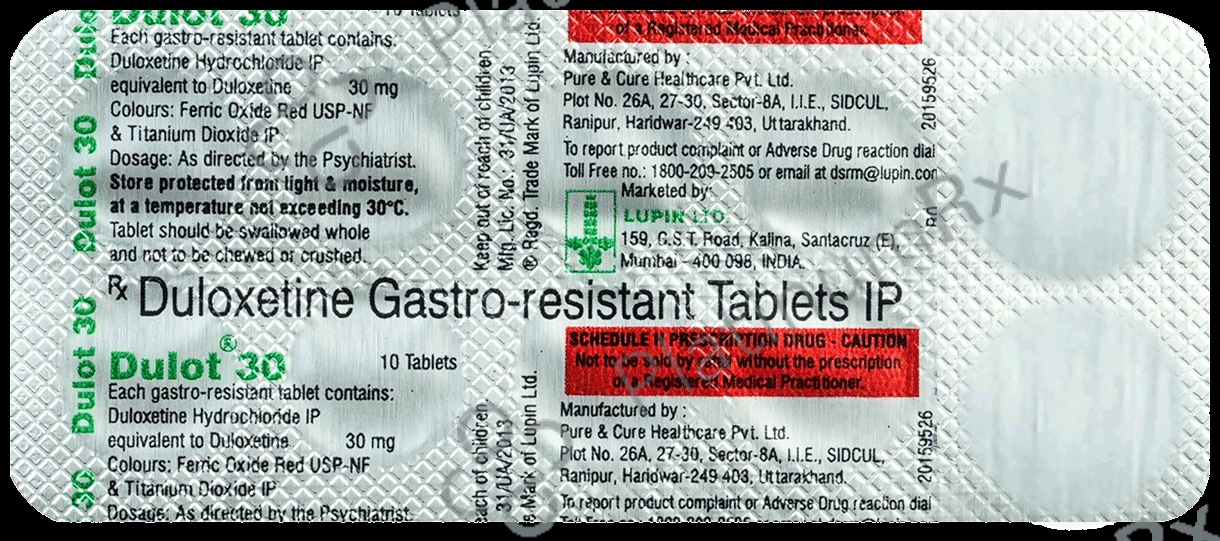 Dulot 30
10 Tablets
Each gastro-resistant tablet contains:
Duloxetine Hydrochloride IP
equivalent to Duloxetine 30 mg
Colours: Ferric Oxide Red USP-NF
& Titanium Dioxide IP
Dosage: As directed by the Psychiatrist.
Store protected from light & moisture,
at a temperature not exceeding 30°C.
Tablet should be swallowed whole
and not to be chewed or crushed.
Dulot 30
Keep out of reach of children.
Mfg. Lic. No.: 31/UA/2013
® Regd. Trade Mark of Lupin Ltd.
of a Registered Medical Practitioner.
Manufactured by :
Pure & Cure Healthcare Pvt. Ltd.
Plot No. 26A, 27-30, Sector-8A, I.I.E., SIDCUL,
Ranipur, Haridwar-249 403, Uttarakhand.
To report product complaint or Adverse Drug reaction dial
Toll Free no.: 1800-209-2505 or email at dsrm@lupin.com
Marketed by:
LUPIN LTD.
159, C.S.T. Road, Kalina, Santacruz (E),
Mumbai - 400 098, INDIA.
20159526
Rx Duloxetine Gastro-resistant Tablets IP
Dulot 30
Dulot® 30
10 Tablets
Each gastro-resistant tablet contains:
Duloxetine Hydrochloride IP
equivalent to Duloxetine 30 mg
Colours: Ferric Oxide Red USP-NF
& Titanium Dioxide IP
Dosage: As directed by the Psychiatrist.
30
each of children.
31/UA/2013
e Mark of Lupin Ltd.
SCHEDULE H PRESCRIPTION DRUG - CAUTION
Not to be sold by retail without the prescription
of a Registered Medical Practitioner.
Manufactured by :
Pure & Cure Healthcare Pvt. Ltd.
Plot No. 26A, 27-30, Sector-8A, I.I.E., SIDCUL,
Ranipur, Haridwar-249 403, Uttarakhand.
To report product complaint or Adverse Drug reaction dial
20159526